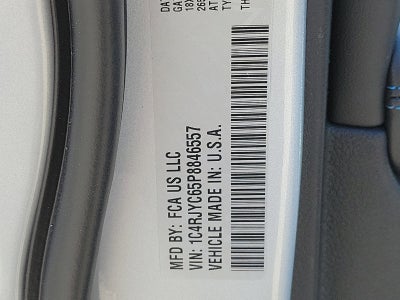 MFD BY: FCA US LLC
VIN: 1C4RJYC65P8846557
VEHICLE MADE IN: U.S.A.